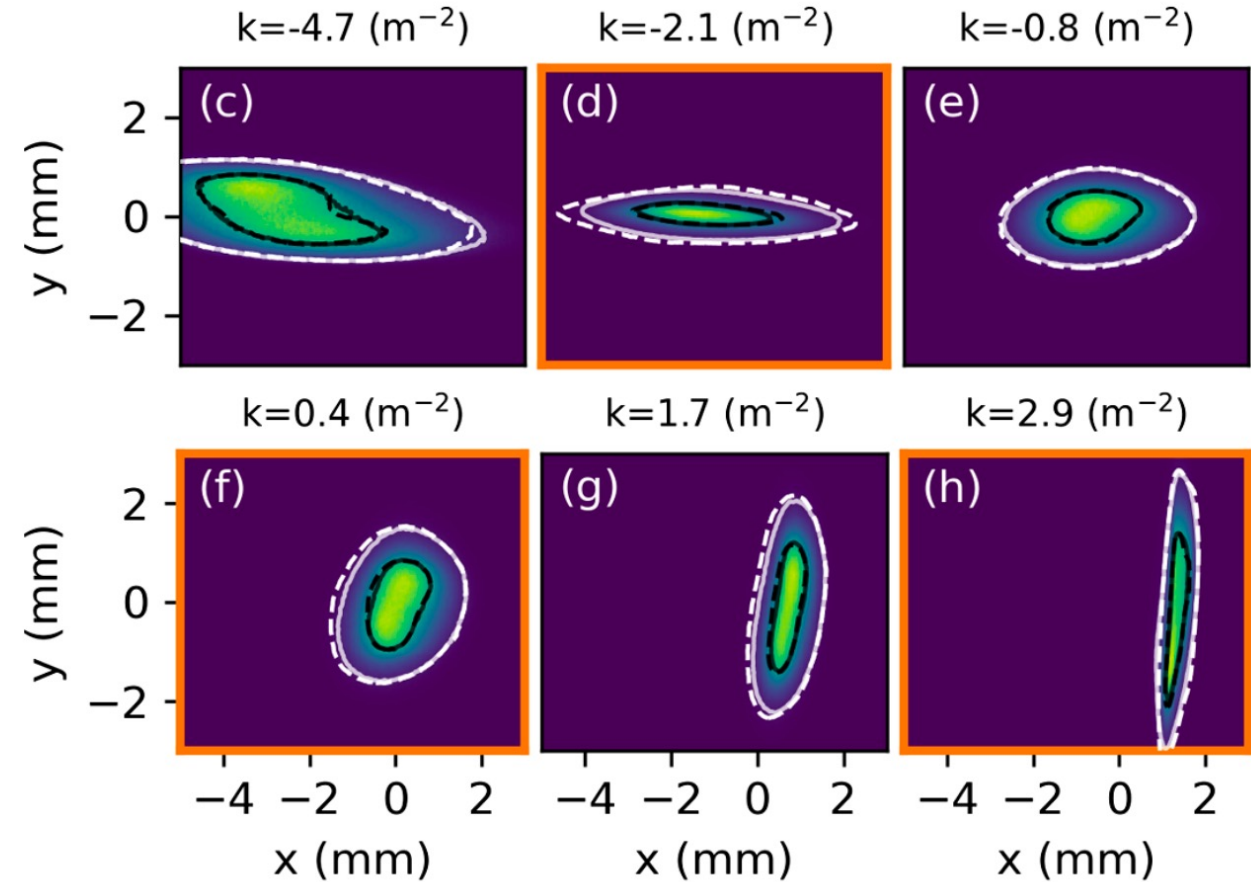 k=-4.7 (m⁻²) k=-2.1 (m⁻²) k=-0.8 (m⁻²)
(c) (d) (e)
2
0
−2
y (mm)
k=0.4 (m⁻²) k=1.7 (m⁻²) k=2.9 (m⁻²)
(f) (g) (h)
2
0
−2
y (mm)
−4 −2 0 2 −4 −2 0 2 −4 −2 0 2
x (mm) x (mm) x (mm)